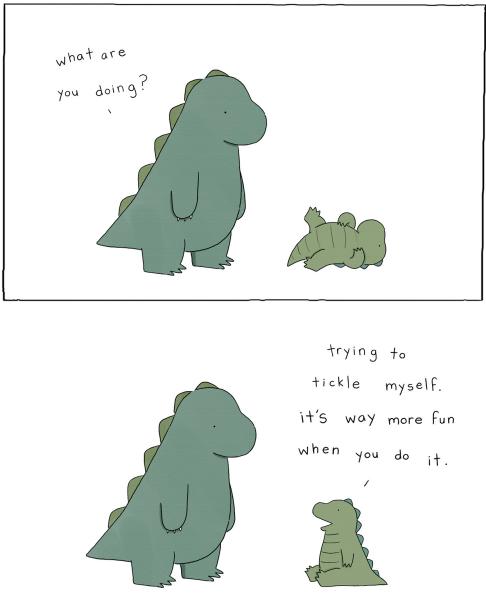 what are
you doing?
trying to
tickle myself.
it's way more fun
when you do it.